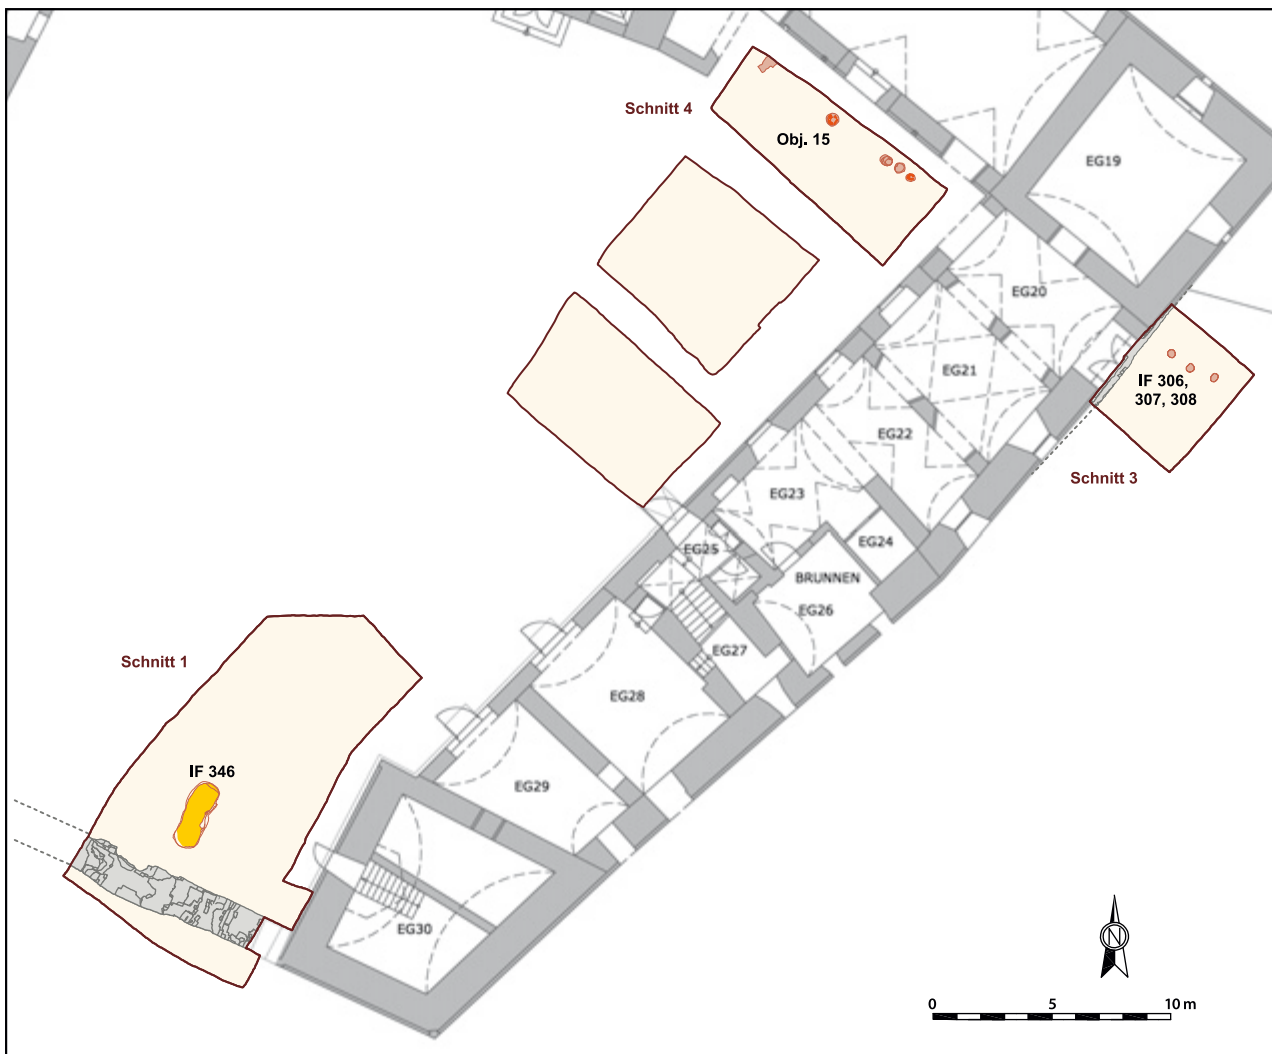 Schnitt 4
Obj. 15
EG19
EG20
EG21
IF 306,
307, 308
EG22
Schnitt 3
EG23
EG24
EG25
BRUNNEN
EG26
EG27
Schnitt 1
EG28
IF 346
EG29
EG30
N
0 5 10 m